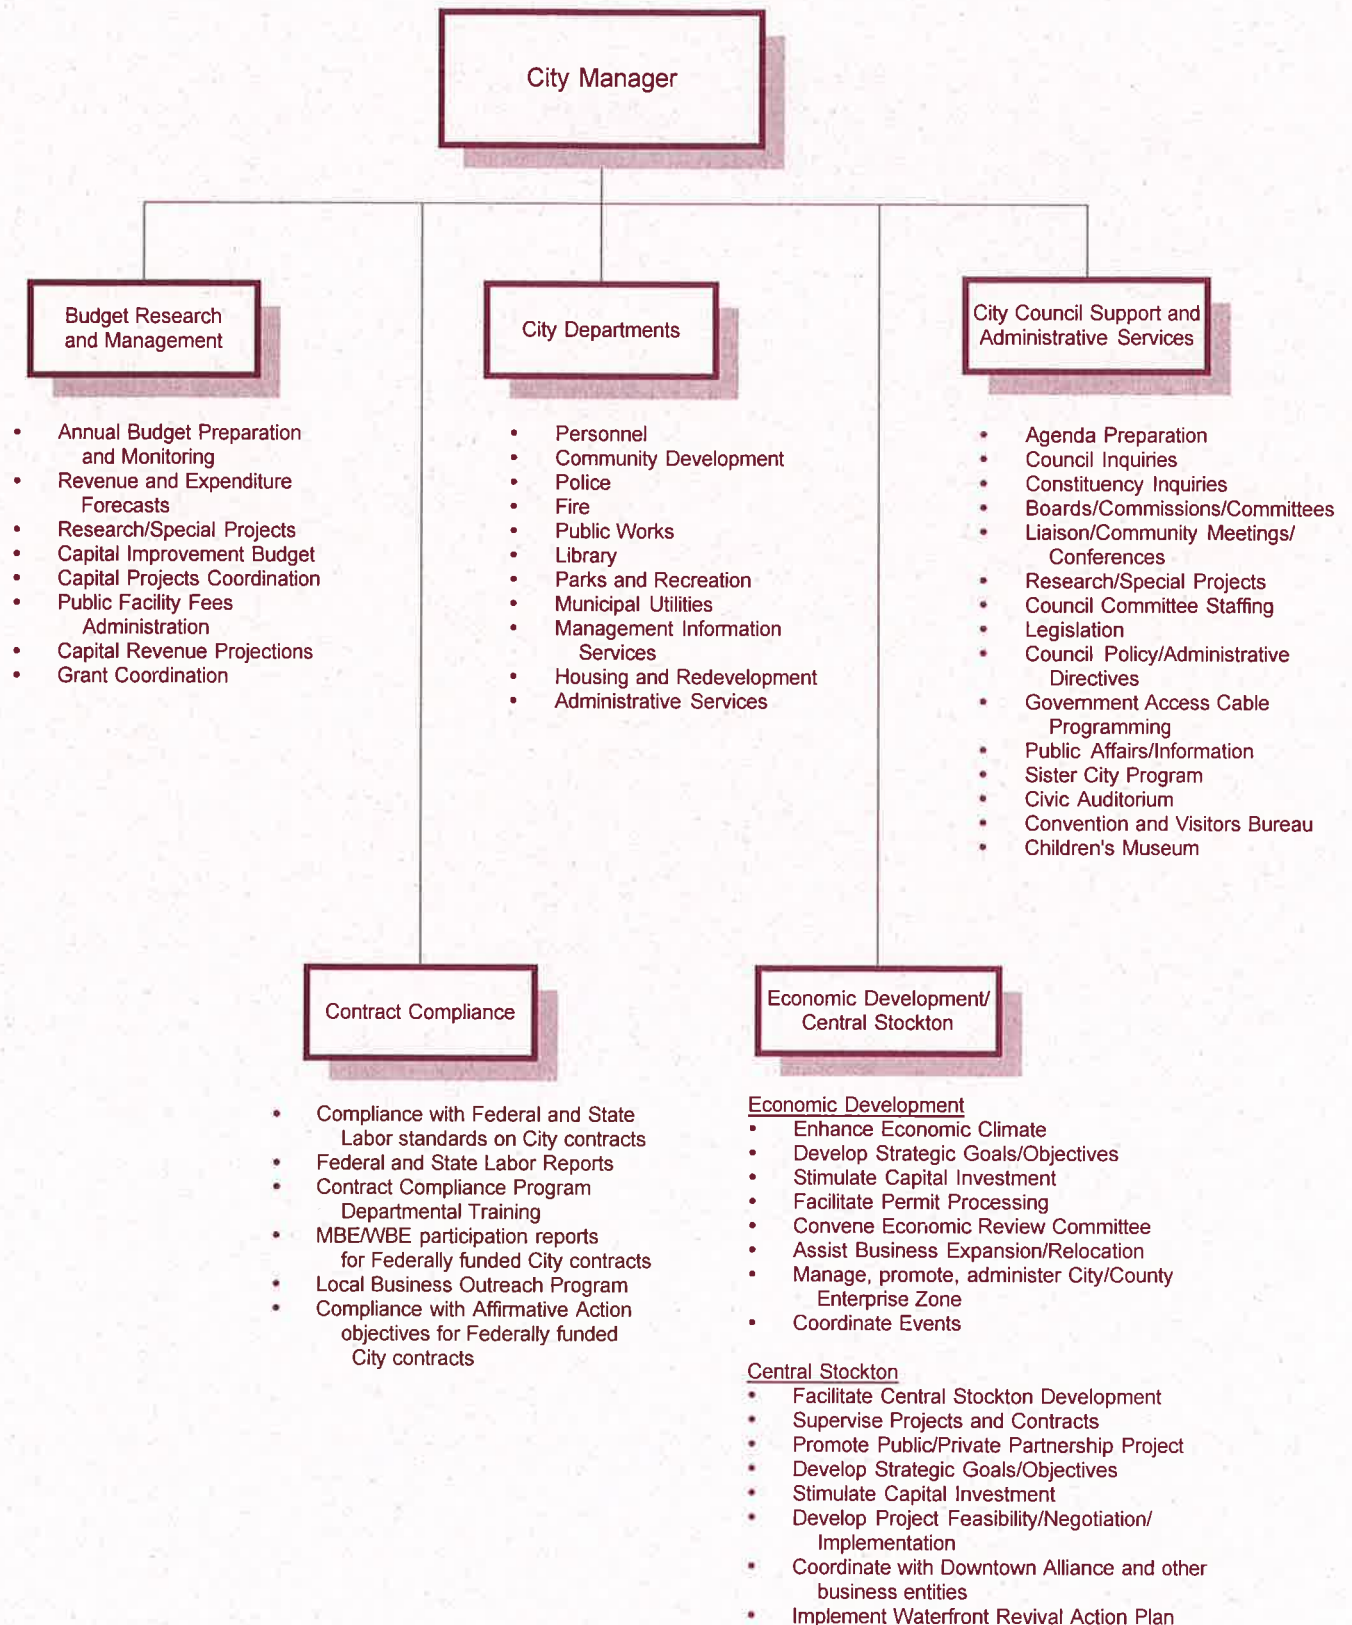 City Manager
Budget Research
and Management
• Annual Budget Preparation
and Monitoring
• Revenue and Expenditure
Forecasts
• Research/Special Projects
• Capital Improvement Budget
• Capital Projects Coordination
• Public Facility Fees
Administration
• Capital Revenue Projections
• Grant Coordination
City Departments
• Personnel
• Community Development
• Police
• Fire
• Public Works
• Library
• Parks and Recreation
• Municipal Utilities
• Management Information
Services
• Housing and Redevelopment
• Administrative Services
City Council Support and
Administrative Services
• Agenda Preparation
• Council Inquiries
• Constituency Inquiries
• Boards/Commissions/Committees
• Liaison/Community Meetings/
Conferences
• Research/Special Projects
• Council Committee Staffing
• Legislation
• Council Policy/Administrative
Directives
• Government Access Cable
Programming
• Public Affairs/Information
• Sister City Program
• Civic Auditorium
• Convention and Visitors Bureau
• Children's Museum
Contract Compliance
• Compliance with Federal and State
Labor standards on City contracts
• Federal and State Labor Reports
• Contract Compliance Program
Departmental Training
• MBE/WBE participation reports
for Federally funded City contracts
• Local Business Outreach Program
• Compliance with Affirmative Action
objectives for Federally funded
City contracts
Economic Development/
Central Stockton
Economic Development
• Enhance Economic Climate
• Develop Strategic Goals/Objectives
• Stimulate Capital Investment
• Facilitate Permit Processing
• Convene Economic Review Committee
• Assist Business Expansion/Relocation
• Manage, promote, administer City/County
Enterprise Zone
• Coordinate Events
Central Stockton
• Facilitate Central Stockton Development
• Supervise Projects and Contracts
• Promote Public/Private Partnership Project
• Develop Strategic Goals/Objectives
• Stimulate Capital Investment
• Develop Project Feasibility/Negotiation/
Implementation
• Coordinate with Downtown Alliance and other
business entities
• Implement Waterfront Revival Action Plan